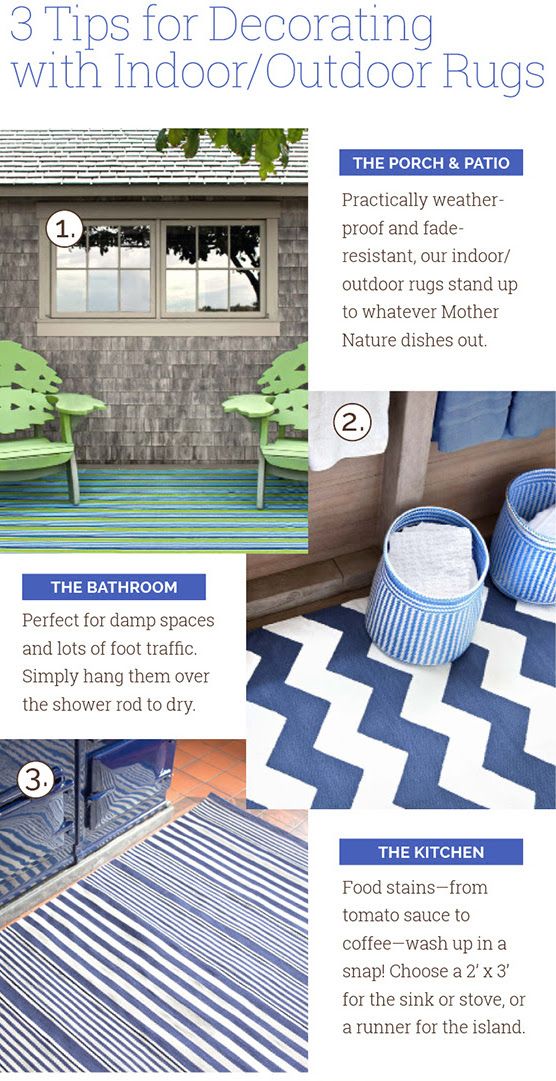 3 Tips for Decorating
with Indoor/Outdoor Rugs
1.
THE PORCH & PATIO
Practically weather-
proof and fade-
resistant, our indoor/
outdoor rugs stand up
to whatever Mother
Nature dishes out.
2.
THE BATHROOM
Perfect for damp spaces
and lots of foot traffic.
Simply hang them over
the shower rod to dry.
3.
THE KITCHEN
Food stains—from
tomato sauce to
coffee—wash up in a
snap! Choose a 2’ x 3’
for the sink or stove, or
a runner for the island.